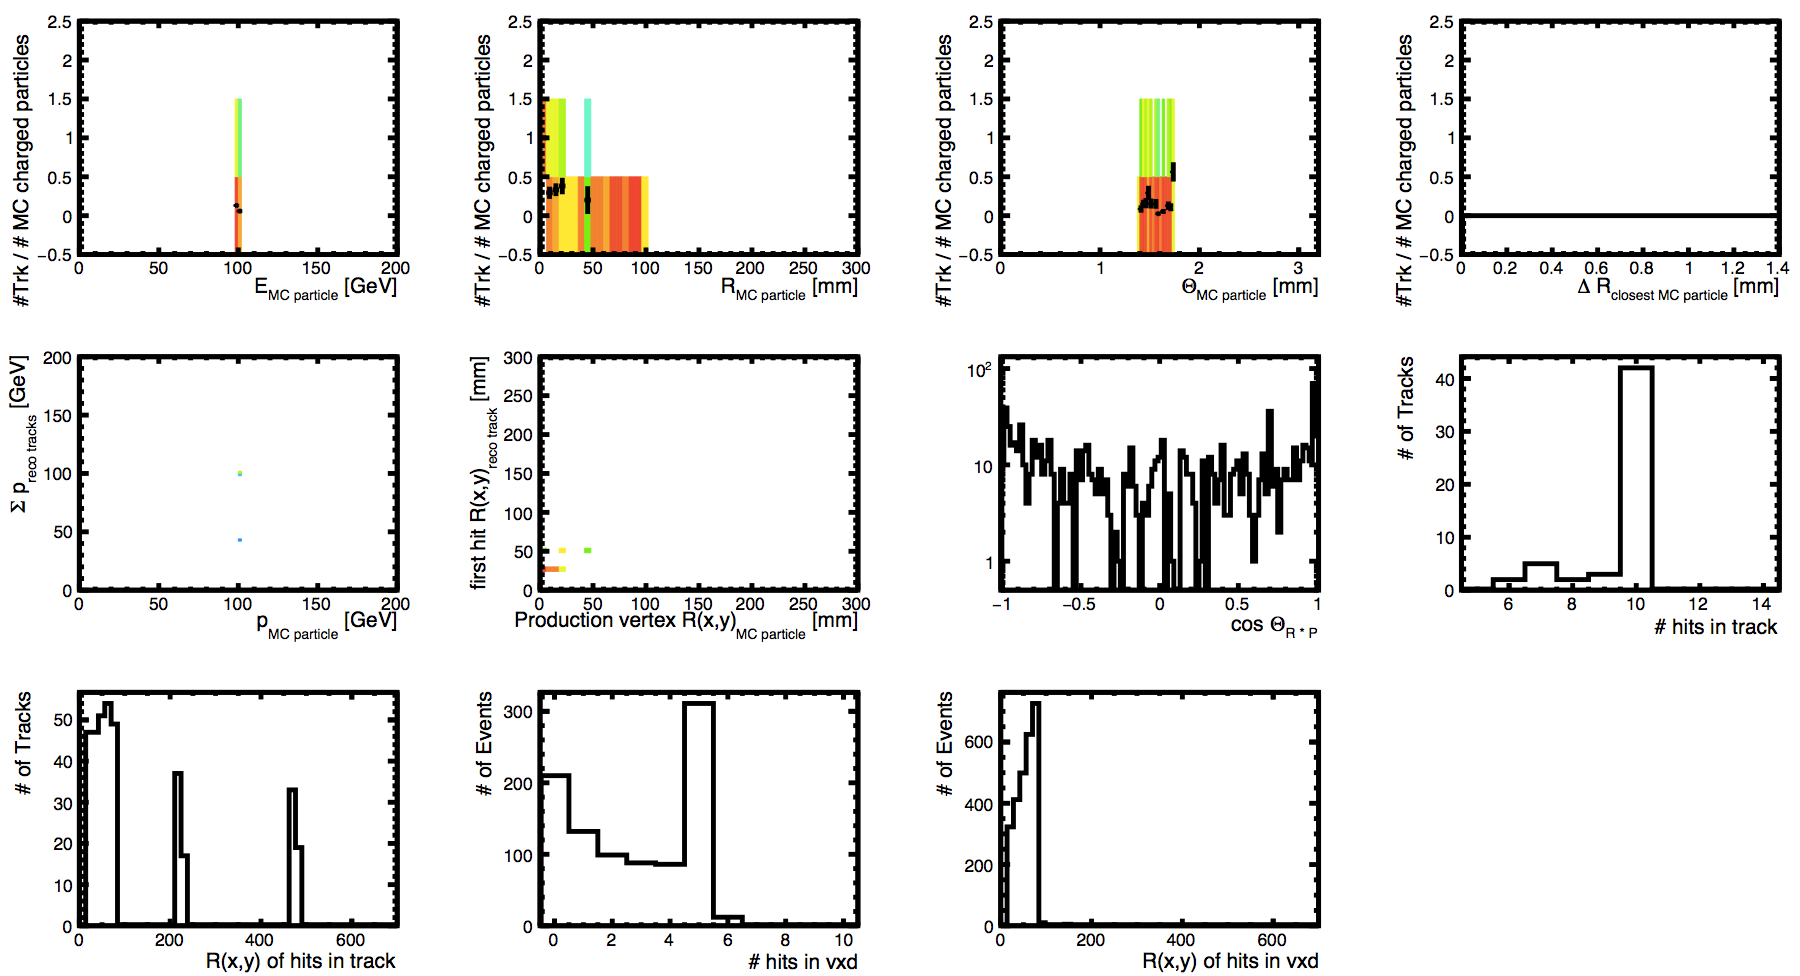 #Trk / # MC charged particles
2.5
2
1.5
1
0.5
0
−0.5
0 50 100 150 200
E MC particle [GeV]
#Trk / # MC charged particles
2.5
2
1.5
1
0.5
0
−0.5
0 50 100 150 200 250 300
R MC particle [mm]
#Trk / # MC charged particles
2.5
2
1.5
1
0.5
0
−0.5
0 1 2 3
Θ MC particle [mm]
#Trk / # MC charged particles
2.5
2
1.5
1
0.5
0
−0.5
0 0.2 0.4 0.6 0.8 1 1.2 1.4
Δ R closest MC particle [mm]
Σ p reco tracks [GeV]
200
150
100
50
0
0 50 100 150 200
p MC particle [GeV]
first hit R(x,y) reco track [mm]
300
250
200
150
100
50
0
0 50 100 150 200 250 300
Production vertex R(x,y) MC particle [mm]
10²
10
1
−1 −0.5 0 0.5 1
cos Θ R * P
# of Tracks
40
30
20
10
0
6 8 10 12 14
# hits in track
# of Tracks
50
40
30
20
10
0
0 200 400 600
R(x,y) of hits in track
# of Events
300
200
100
0
0 2 4 6 8 10
# hits in vxd
# of Events
600
400
200
0
0 200 400 600
R(x,y) of hits in vxd